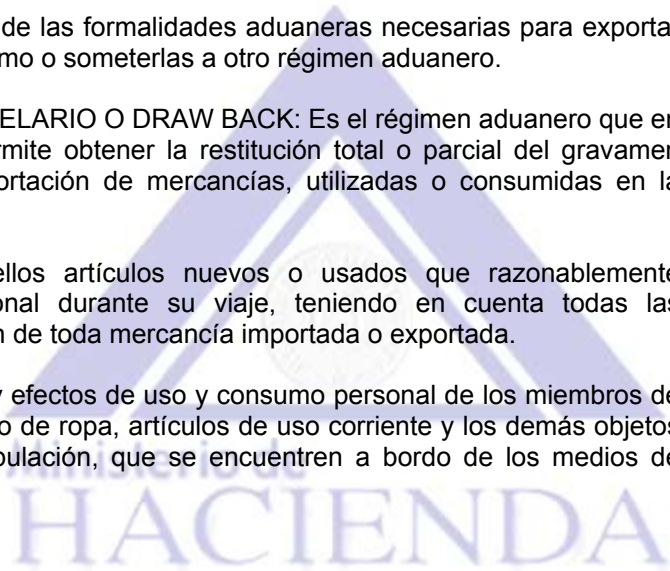 de las formalidades aduaneras necesarias para exporta
mo o someterlas a otro régimen aduanero.
ELARIO O DRAW BACK: Es el régimen aduanero que en
rmite obtener la restitución total o parcial del gravamen
ortación de mercancías, utilizadas o consumidas en la
ellos artículos nuevos o usados que razonablemente
onal durante su viaje, teniendo en cuenta todas las
n de toda mercancía importada o exportada.
y efectos de uso y consumo personal de los miembros de
o de ropa, artículos de uso corriente y los demás objetos
pulación, que se encuentren a bordo de los medios de
Ministerio de
HACIENDA